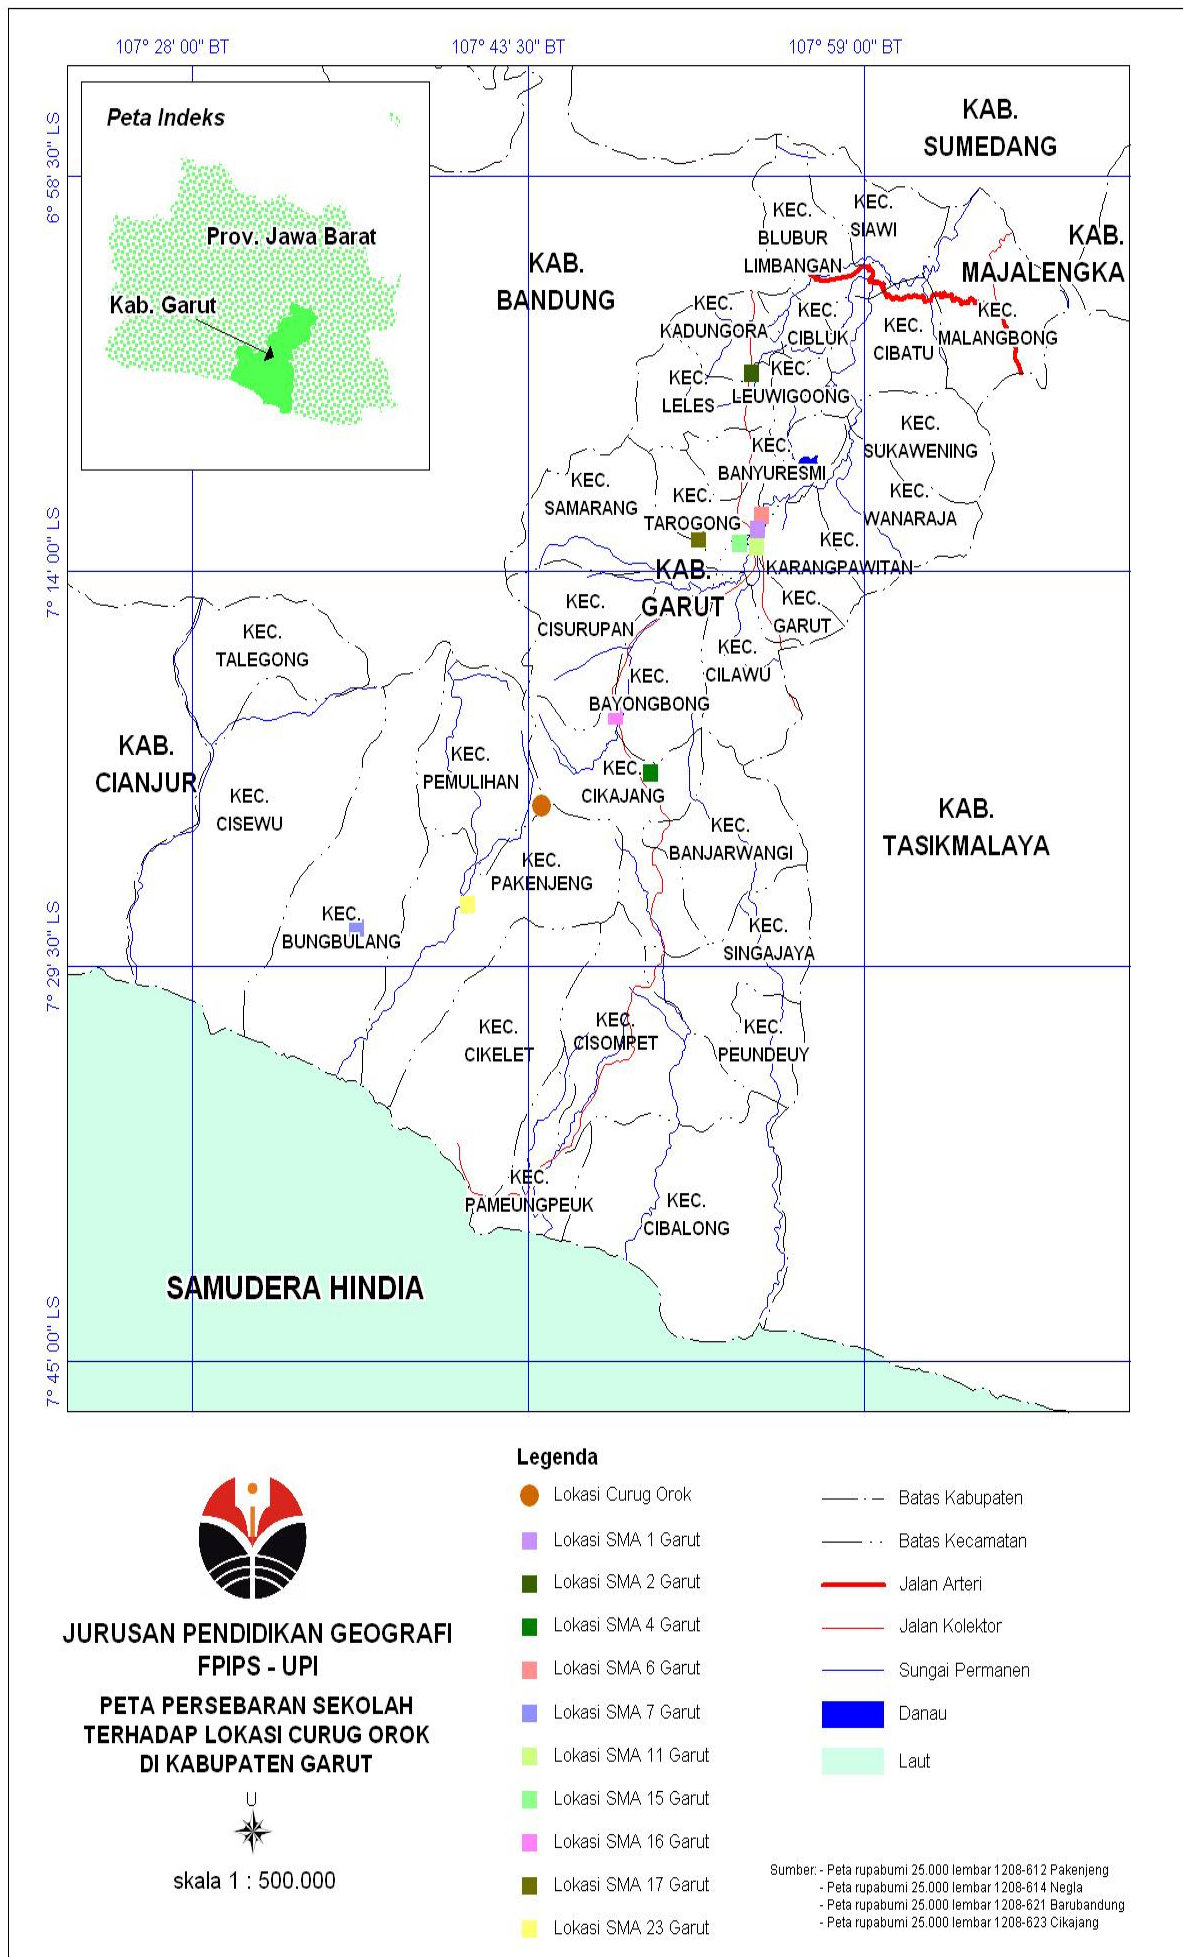 107° 28' 00" BT
107° 43' 30" BT
107° 59' 00" BT
6° 58' 30" LS
7° 14' 00" LS
7° 29' 30" LS
7° 45' 00" LS
Peta Indeks
Prov. Jawa Barat
Kab. Garut
KAB.
SUMEDANG
KAB.
MAJALENGKA
KAB.
BANDUNG
KEC.
BLUBUR
LIMBANGAN
KEC.
SIAWI
KEC.
KADUNGORA
KEC.
CIBLUK
KEC.
CIBATU
KEC.
MALANGBONG
KEC.
LELES
KEC.
LEUWIGOONG
KEC.
SUKAWENING
KEC.
BANYURESMI
KEC.
SAMARANG
KEC.
TAROGONG
KEC.
WANARAJA
KEC.
KARANGPAWITAN
KAB.
GARUT
KEC.
CISURUPAN
KEC.
GARUT
KEC.
TALEGONG
KEC.
CILAWU
KEC.
BAYONGBONG
KAB.
CIANJUR
KEC.
PEMULIHAN
KEC.
CIKAJANG
KEC.
CISEWU
KAB.
TASIKMALAYA
KEC.
BANJARWANGI
KEC.
PAKENJENG
KEC.
BUNGBULANG
KEC.
SINGAJAYA
KEC.
CIKELET
KEC.
CISOMPET
KEC.
PEUNDEUY
KEC.
PAMEUNGPEUK
KEC.
CIBALONG
SAMUDERA HINDIA
JURUSAN PENDIDIKAN GEOGRAFI
FPIPS - UPI
PETA PERSEBARAN SEKOLAH
TERHADAP LOKASI CURUG OROK
DI KABUPATEN GARUT
U
skala 1 : 500.000
Legenda
Lokasi Curug Orok
Lokasi SMA 1 Garut
Lokasi SMA 2 Garut
Lokasi SMA 4 Garut
Lokasi SMA 6 Garut
Lokasi SMA 7 Garut
Lokasi SMA 11 Garut
Lokasi SMA 15 Garut
Lokasi SMA 16 Garut
Lokasi SMA 17 Garut
Lokasi SMA 23 Garut
Batas Kabupaten
Batas Kecamatan
Jalan Arteri
Jalan Kolektor
Sungai Permanen
Danau
Laut
Sumber: - Peta rupabumi 25.000 lembar 1208-612 Pakenjeng
- Peta rupabumi 25.000 lembar 1208-614 Negla
- Peta rupabumi 25.000 lembar 1208-621 Barubandung
- Peta rupabumi 25.000 lembar 1208-623 Cikajang